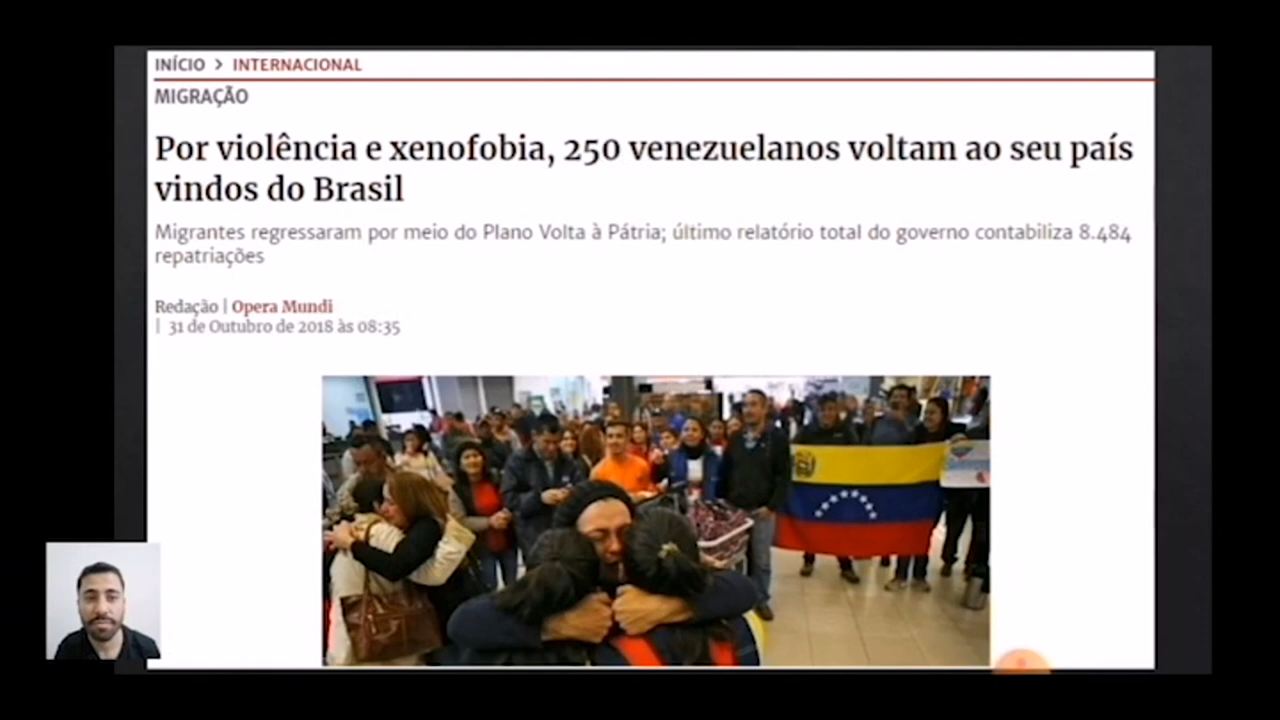 INÍCIO > INTERNACIONAL
MIGRAÇÃO
Por violência e xenofobia, 250 venezuelanos voltam ao seu país
vindos do Brasil
Migrantes regressaram por meio do Plano Volta à Pátria; último relatório total do governo contabiliza 8.484
repatriações
Redação | Opera Mundi
| 31 de Outubro de 2018 às 08:35